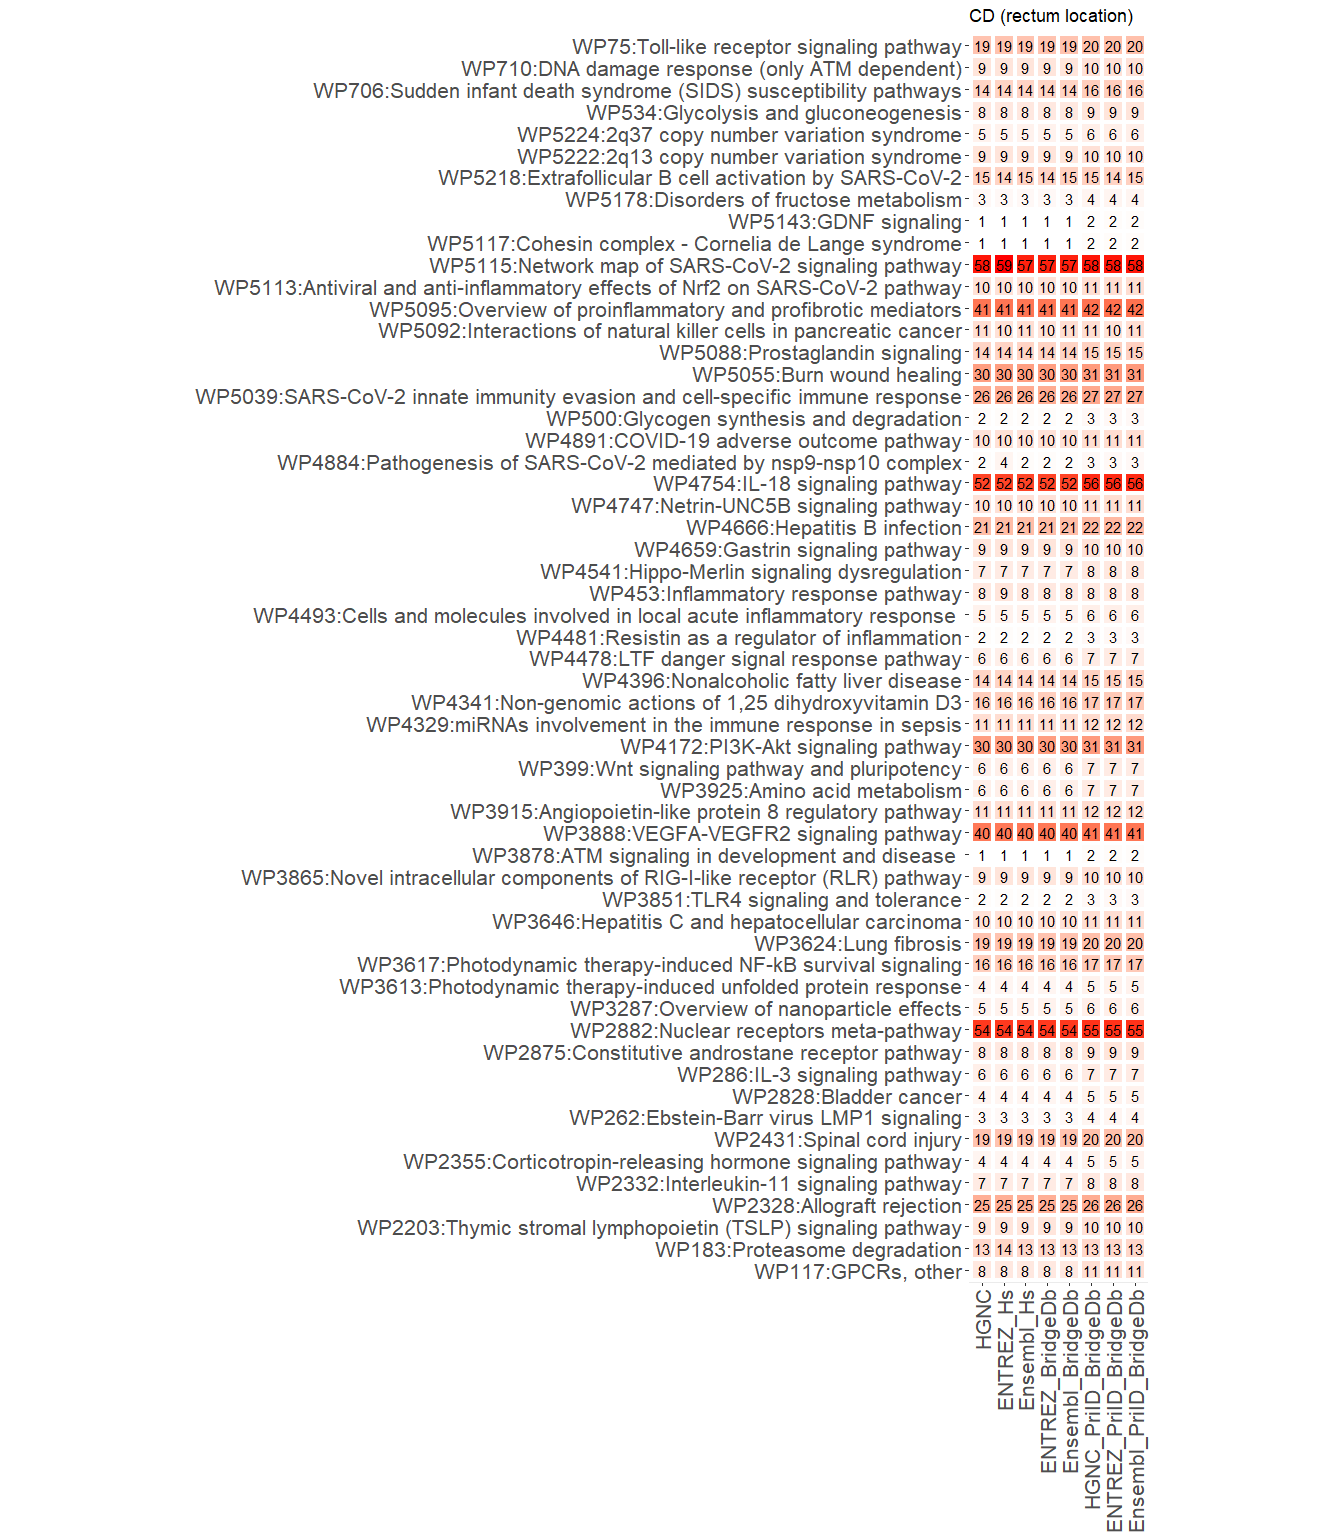 CD (rectum location)
WP75:Toll-like receptor signaling pathway 19 19 19 19 19 20 20 20
WP710:DNA damage response (only ATM dependent) 9 9 9 9 9 10 10 10
WP706:Sudden infant death syndrome (SIDS) susceptibility pathways 14 14 14 14 14 16 16 16
WP534:Glycolysis and gluconeogenesis 8 8 8 8 8 9 9 9
WP5224:2q37 copy number variation syndrome 5 5 5 5 5 6 6 6
WP5222:2q13 copy number variation syndrome 9 9 9 9 9 10 10 10
WP5218:Extrafollicular B cell activation by SARS-CoV-2 15 14 15 14 15 15 14 15
WP5178:Disorders of fructose metabolism 3 3 3 3 3 4 4 4
WP5143:GDNF signaling 1 1 1 1 1 2 2 2
WP5117:Cohesin complex - Cornelia de Lange syndrome 1 1 1 1 1 2 2 2
WP5115:Network map of SARS-CoV-2 signaling pathway 58 59 57 57 57 58 58 58
WP5113:Antiviral and anti-inflammatory effects of Nrf2 on SARS-CoV-2 pathway 10 10 10 10 10 11 11 11
WP5095:Overview of proinflammatory and profibrotic mediators 41 41 41 41 41 42 42 42
WP5092:Interactions of natural killer cells in pancreatic cancer 11 10 11 10 11 11 10 11
WP5088:Prostaglandin signaling 14 14 14 14 14 15 15 15
WP5055:Burn wound healing 30 30 30 30 30 31 31 31
WP5039:SARS-CoV-2 innate immunity evasion and cell-specific immune response 26 26 26 26 26 27 27 27
WP500:Glycogen synthesis and degradation 2 2 2 2 2 3 3 3
WP4891:COVID-19 adverse outcome pathway 10 10 10 10 10 11 11 11
WP4884:Pathogenesis of SARS-CoV-2 mediated by nsp9-nsp10 complex 2 4 2 2 2 3 3 3
WP4754:IL-18 signaling pathway 52 52 52 52 52 56 56 56
WP4747:Netrin-UNC5B signaling pathway 10 10 10 10 10 11 11 11
WP4666:Hepatitis B infection 21 21 21 21 21 22 22 22
WP4659:Gastrin signaling pathway 9 9 9 9 9 10 10 10
WP4541:Hippo-Merlin signaling dysregulation 7 7 7 7 7 8 8 8
WP453:Inflammatory response pathway 8 9 8 8 8 8 8 8
WP4493:Cells and molecules involved in local acute inflammatory response 5 5 5 5 5 6 6 6
WP4481:Resistin as a regulator of inflammation 2 2 2 2 2 3 3 3
WP4478:LTF danger signal response pathway 6 6 6 6 6 7 7 7
WP4396:Nonalcoholic fatty liver disease 14 14 14 14 14 15 15 15
WP4341:Non-genomic actions of 1,25 dihydroxyvitamin D3 16 16 16 16 16 17 17 17
WP4329:miRNAs involvement in the immune response in sepsis 11 11 11 11 11 12 12 12
WP4172:PI3K-Akt signaling pathway 30 30 30 30 30 31 31 31
WP399:Wnt signaling pathway and pluripotency 6 6 6 6 6 7 7 7
WP3925:Amino acid metabolism 6 6 6 6 6 7 7 7
WP3915:Angiopoietin-like protein 8 regulatory pathway 11 11 11 11 11 12 12 12
WP3888:VEGFA-VEGFR2 signaling pathway 40 40 40 40 40 41 41 41
WP3878:ATM signaling in development and disease 1 1 1 1 1 2 2 2
WP3865:Novel intracellular components of RIG-I-like receptor (RLR) pathway 9 9 9 9 9 10 10 10
WP3851:TLR4 signaling and tolerance 2 2 2 2 2 3 3 3
WP3646:Hepatitis C and hepatocellular carcinoma 10 10 10 10 10 11 11 11
WP3624:Lung fibrosis 19 19 19 19 19 20 20 20
WP3617:Photodynamic therapy-induced NF-kB survival signaling 16 16 16 16 16 17 17 17
WP3613:Photodynamic therapy-induced unfolded protein response 4 4 4 4 4 5 5 5
WP3287:Overview of nanoparticle effects 5 5 5 5 5 6 6 6
WP2882:Nuclear receptors meta-pathway 54 54 54 54 54 55 55 55
WP2875:Constitutive androstane receptor pathway 8 8 8 8 8 9 9 9
WP286:IL-3 signaling pathway 6 6 6 6 6 7 7 7
WP2828:Bladder cancer 4 4 4 4 4 5 5 5
WP262:Ebstein-Barr virus LMP1 signaling 3 3 3 3 3 4 4 4
WP2431:Spinal cord injury 19 19 19 19 19 20 20 20
WP2355:Corticotropin-releasing hormone signaling pathway 4 4 4 4 4 5 5 5
WP2332:Interleukin-11 signaling pathway 7 7 7 7 7 8 8 8
WP2328:Allograft rejection 25 25 25 25 25 26 26 26
WP2203:Thymic stromal lymphopoietin (TSLP) signaling pathway 9 9 9 9 9 10 10 10
WP183:Proteasome degradation 13 14 13 13 13 13 13 13
WP117:GPCRs, other 8 8 8 8 8 11 11 11
HGNC
ENTREZ_Hs
Ensembl_Hs
ENTREZ_BridgeDb
Ensembl_BridgeDb
HGNC_PriID_BridgeDb
ENTREZ_PriID_BridgeDb
Ensembl_PriID_BridgeDb